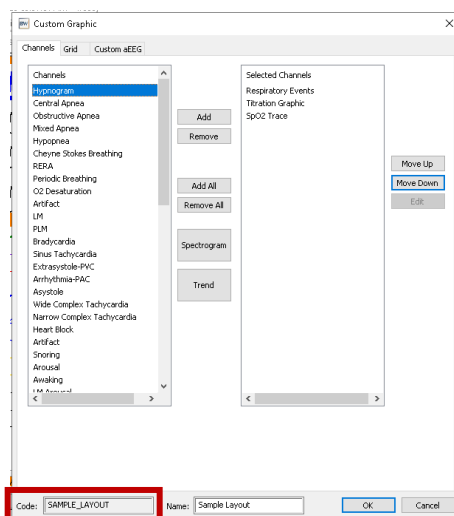 Custom Graphic
Channels Grid Custom aEEG
Channels
Hypnogram
Central Apnea
Obstructive Apnea
Mixed Apnea
Hypopnea
Cheyne Stokes Breathing
RERA
Periodic Breathing
O2 Desaturation
Artifact
LM
PLM
Bradycardia
Sinus Tachycardia
Extrasystole-PVC
Arrhythmia-PAC
Asystole
Wide Complex Tachycardia
Narrow Complex Tachycardia
Heart Block
Artifact
Snoring
Arousal
Awaking
LM Arousal
Add
Remove
Add All
Remove All
Spectrogram
Trend
Selected Channels
Respiratory Events
Titration Graphic
SpO2 Trace
Move Up
Move Down
Edit
Code: SAMPLE_LAYOUT Name: Sample Layout OK Cancel